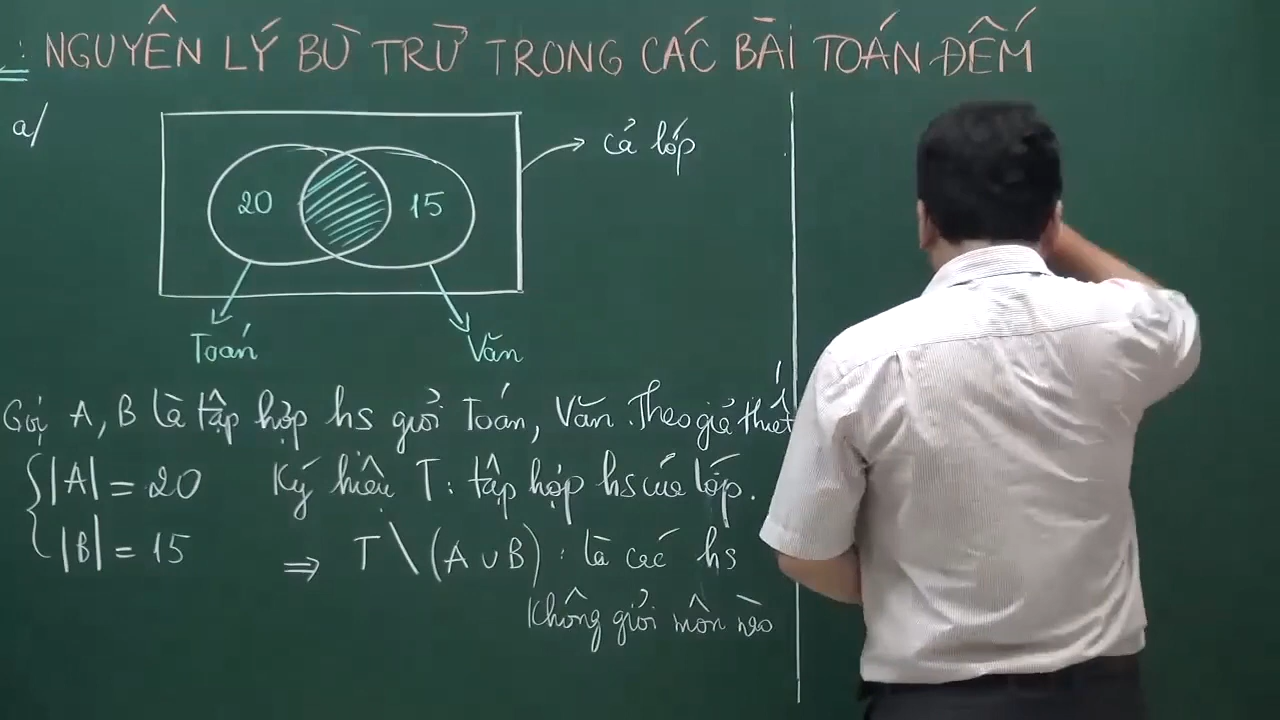 : NGUYÊN LÝ BÙ TRỪ TRONG CÁC BÀI TOÁN ĐẾM
a/
cả lớp
20 15
Toán Văn
Gọi A, B là tập hợp hs giỏi Toán, Văn. Theo giả thiết
|A| = 20 Ký hiệu T: tập hợp hs của lớp.
|B| = 15 ⇒ T \ (A ∪ B) : là các hs
không giỏi môn nào